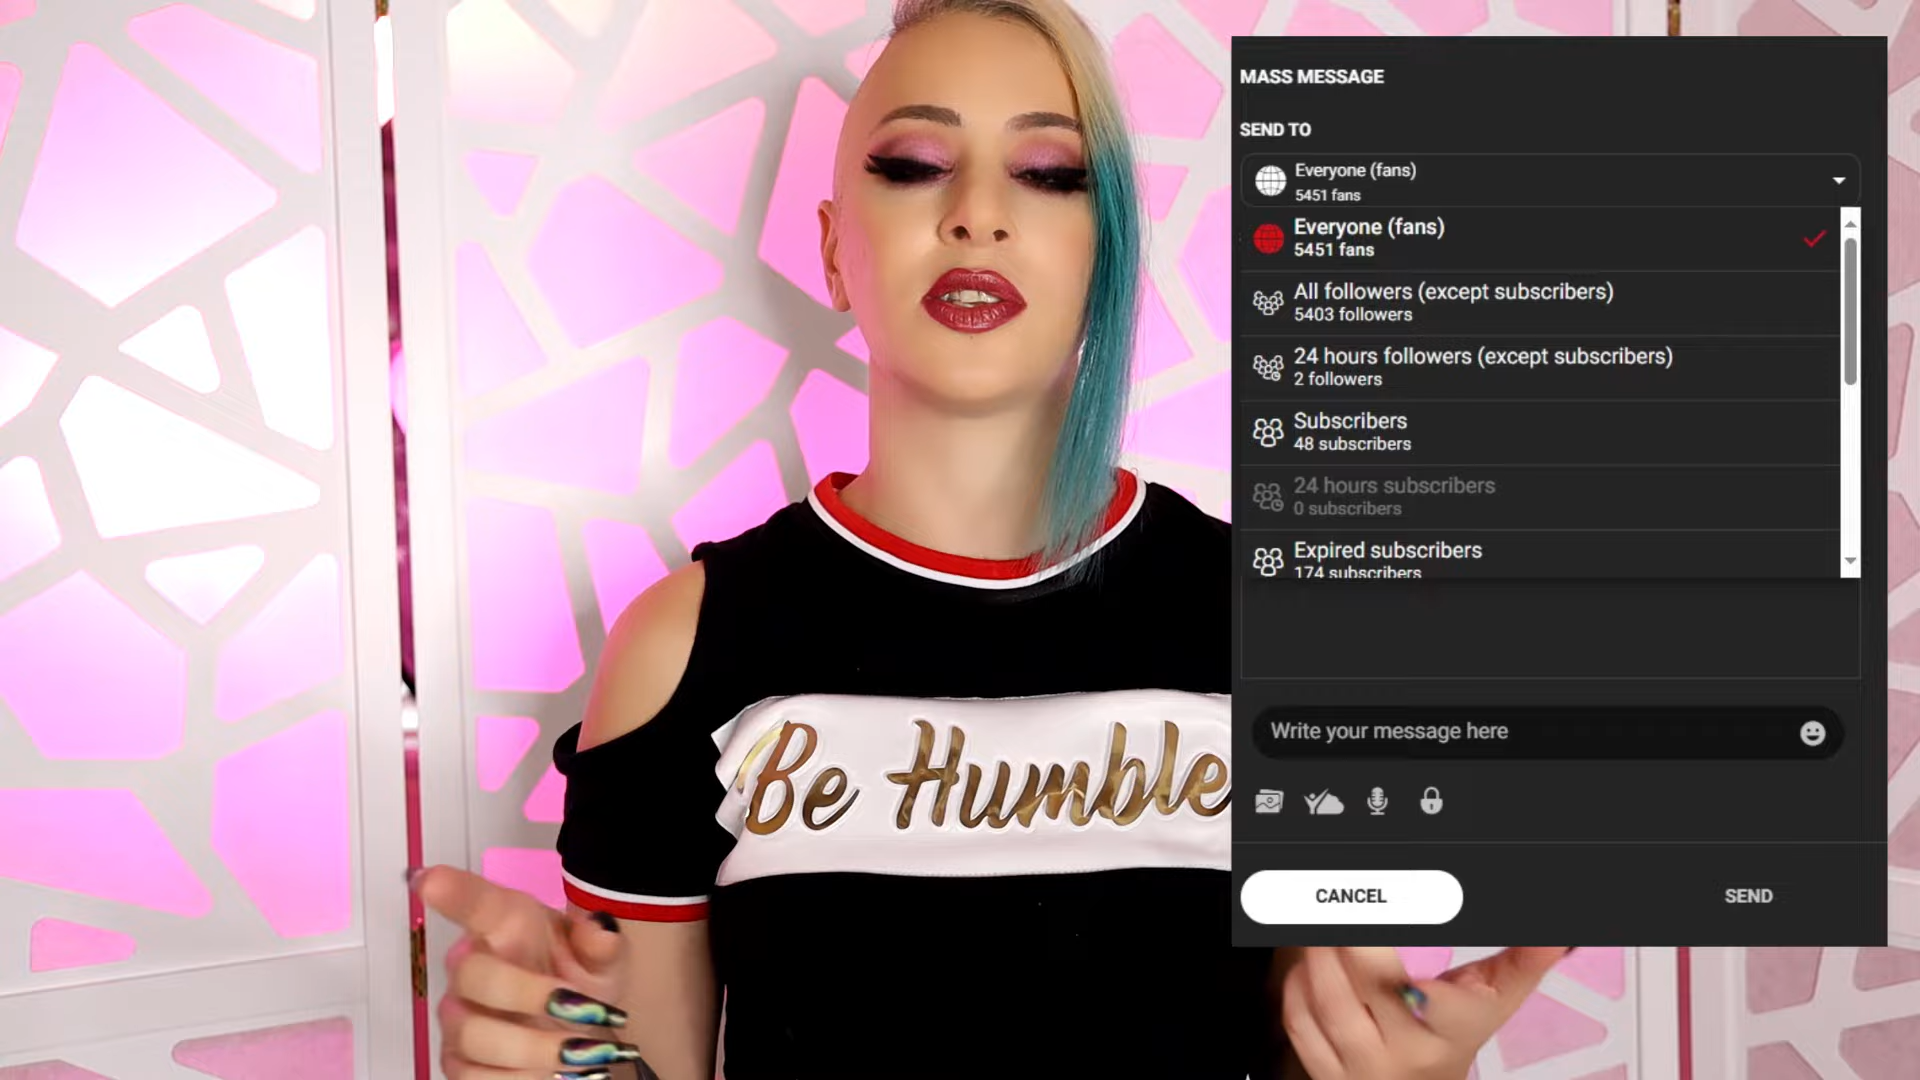 MASS MESSAGE
SEND TO
Everyone (fans)
5451 fans
Everyone (fans)
5451 fans
All followers (except subscribers)
5403 followers
24 hours followers (except subscribers)
2 followers
Subscribers
48 subscribers
24 hours subscribers
0 subscribers
Expired subscribers
174 subscribers
Write your message here
CANCEL
SEND
Be Humble